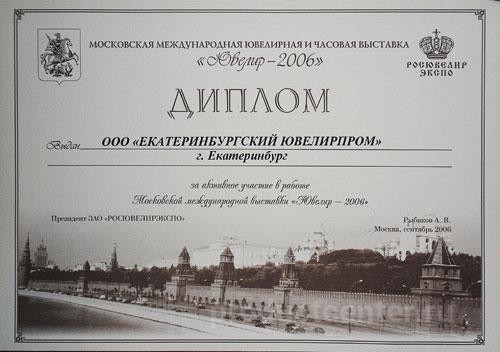 МОСКОВСКАЯ МЕЖДУНАРОДНАЯ ЮВЕЛИРНАЯ И ЧАСОВАЯ ВЫСТАВКА
«Ювелир – 2006»
РОСЮВЕЛИР
ЭКСПО
ДИПЛОМ
Выдан ООО «ЕКАТЕРИНБУРГСКИЙ ЮВЕЛИРПРОМ»
г. Екатеринбург
за активное участие в работе
Московской международной выставки «Ювелир – 2006»
Президент ЗАО «РОСЮВЕЛИРЭКСПО» Рыбаков А. В.
Москва, сентябрь 2006